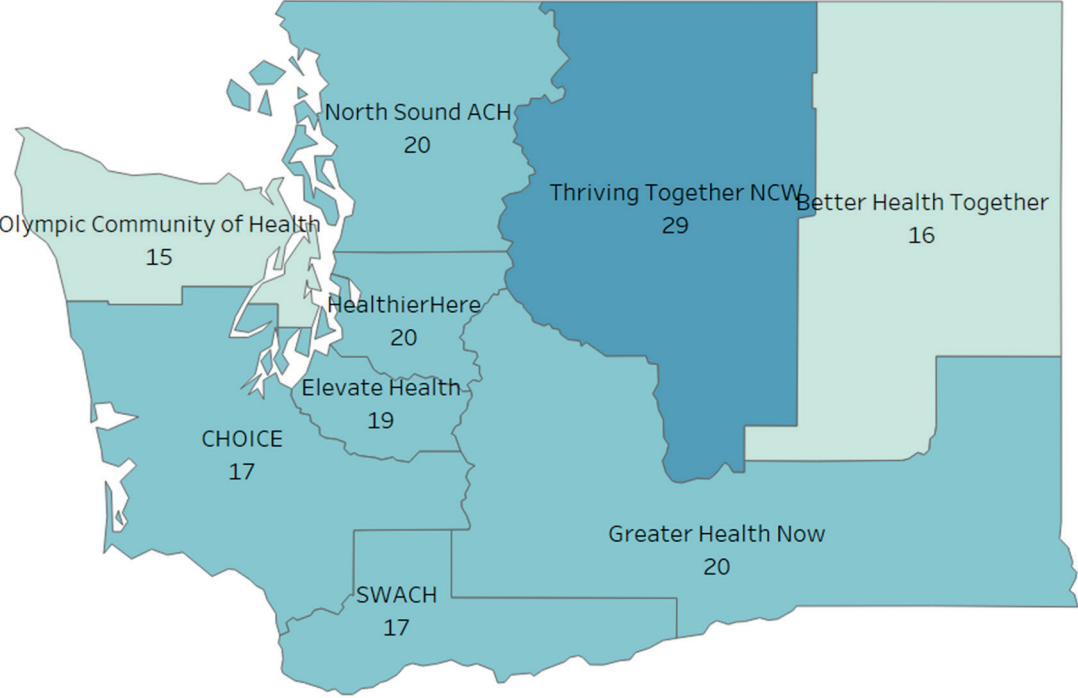 North Sound ACH
20
Thriving Together NCW
29
Better Health Together
16
Olympic Community of Health
15
HealthierHere
20
Elevate Health
19
CHOICE
17
Greater Health Now
20
SWACH
17